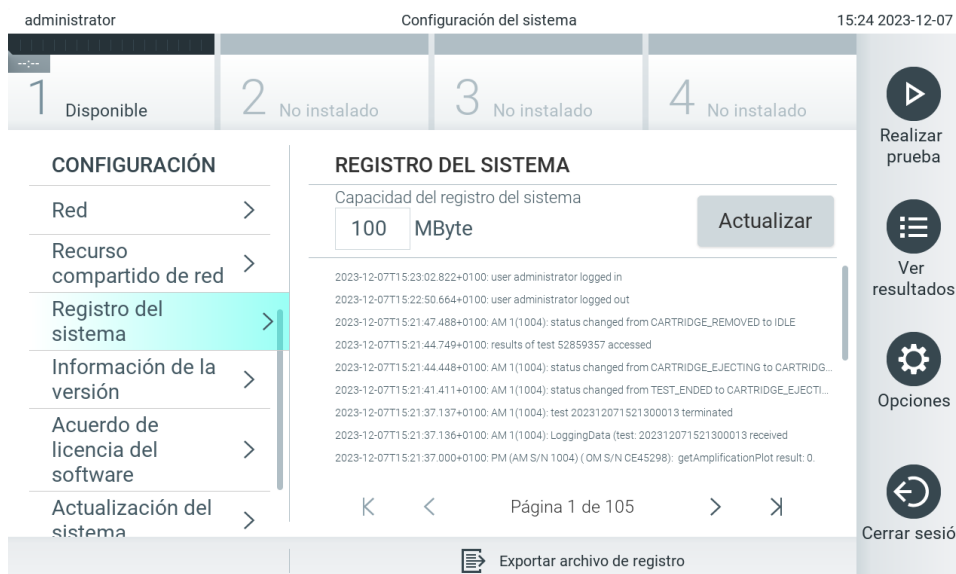 administrator
Configuración del sistema
15:24 2023-12-07
--:--
1 Disponible
2 No instalado
3 No instalado
4 No instalado
Realizar
prueba
Ver
resultados
Opciones
Cerrar sesió
CONFIGURACIÓN
Red
Recurso
compartido de red
Registro del
sistema
Información de la
versión
Acuerdo de
licencia del
software
Actualización del
sistema
REGISTRO DEL SISTEMA
Capacidad del registro del sistema
100 MByte
Actualizar
2023-12-07T15:23:02.822+0100: user administrator logged in
2023-12-07T15:22:50.664+0100: user administrator logged out
2023-12-07T15:21:47.488+0100: AM 1(1004): status changed from CARTRIDGE_REMOVED to IDLE
2023-12-07T15:21:44.749+0100: results of test 52859357 accessed
2023-12-07T15:21:44.448+0100: AM 1(1004): status changed from CARTRIDGE_EJECTING to CARTRIDG...
2023-12-07T15:21:41.411+0100: AM 1(1004): status changed from TEST_ENDED to CARTRIDGE_EJECTI...
2023-12-07T15:21:37.137+0100: AM 1(1004): test 202312071521300013 terminated
2023-12-07T15:21:37.136+0100: AM 1(1004): LoggingData (test: 202312071521300013 received
2023-12-07T15:21:37.000+0100: PM (AM S/N 1004) ( OM S/N CE45298): getAmplificationPlot result: 0.
Página 1 de 105
Exportar archivo de registro